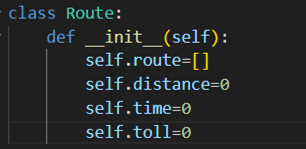 class Route:
    def __init__(self):
        self.route=[]
        self.distance=0
        self.time=0
        self.toll=0